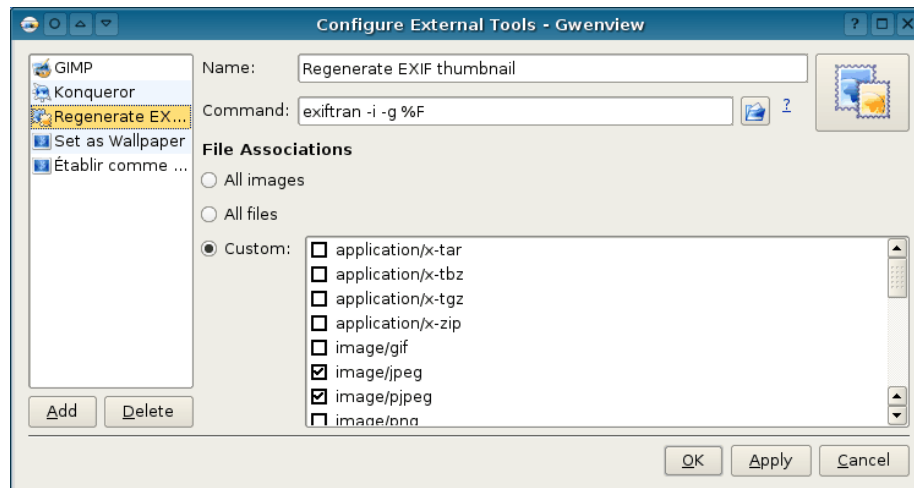 Configure External Tools - Gwenview
GIMP
Konqueror
Regenerate EX...
Set as Wallpaper
Établir comme ...
Add
Delete
Name: Regenerate EXIF thumbnail
Command: exiftran -i -g %F ?
File Associations
All images
All files
Custom:
application/x-tar
application/x-tbz
application/x-tgz
application/x-zip
image/gif
image/jpeg
image/pjpeg
image/png
OK
Apply
Cancel